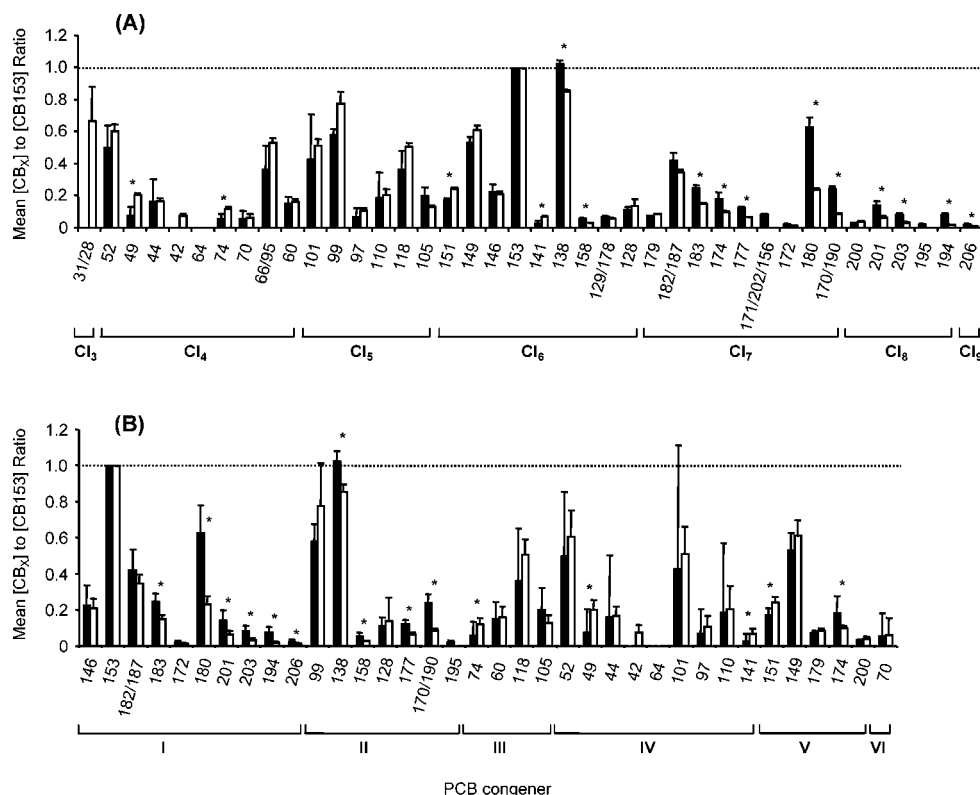 (A)
Mean [CBX] to [CB153] Ratio
1.2
1.0
0.8
0.6
0.4
0.2
0
* * * * * * * * * * * * * * *
31/28 52 49 44 42 64 74 70 66/95 60 101 99 97 110 118 105 151 149 146 153 141 138 158 129/178 128 179 182/187 183 174 177 171/202/156 172 180 170/190 200 201 203 195 194 206
Cl3 Cl4 Cl5 Cl6 Cl7 Cl8 Cl9
(B)
Mean [CBX] to [CB153] Ratio
1.2
1.0
0.8
0.6
0.4
0.2
0
* * * * * * * * * * * * * * *
146 153 182/187 183 172 180 201 203 194 206 99 138 158 128 177 170/190 195 74 60 118 105 52 49 44 42 64 101 97 110 141 151 149 179 174 200 70
I II III IV V VI
PCB congener